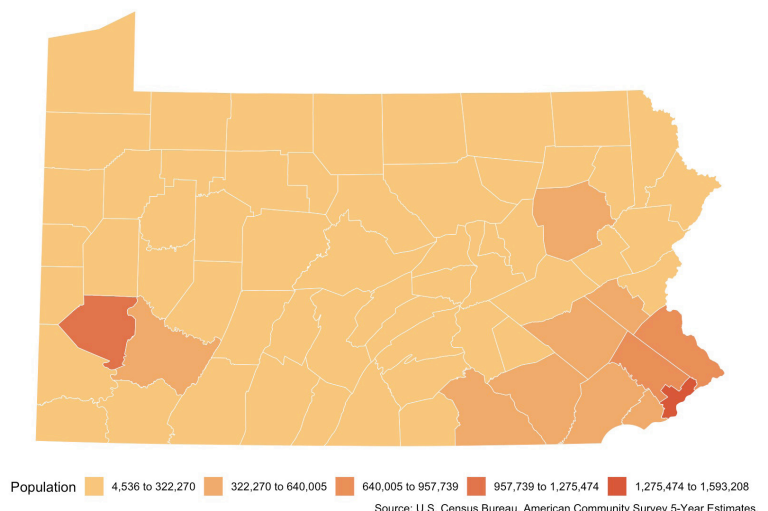 Population 4,536 to 322,270 322,270 to 640,005 640,005 to 957,739 957,739 to 1,275,474 1,275,474 to 1,593,208
Source: U.S. Census Bureau, American Community Survey 5-Year Estimates